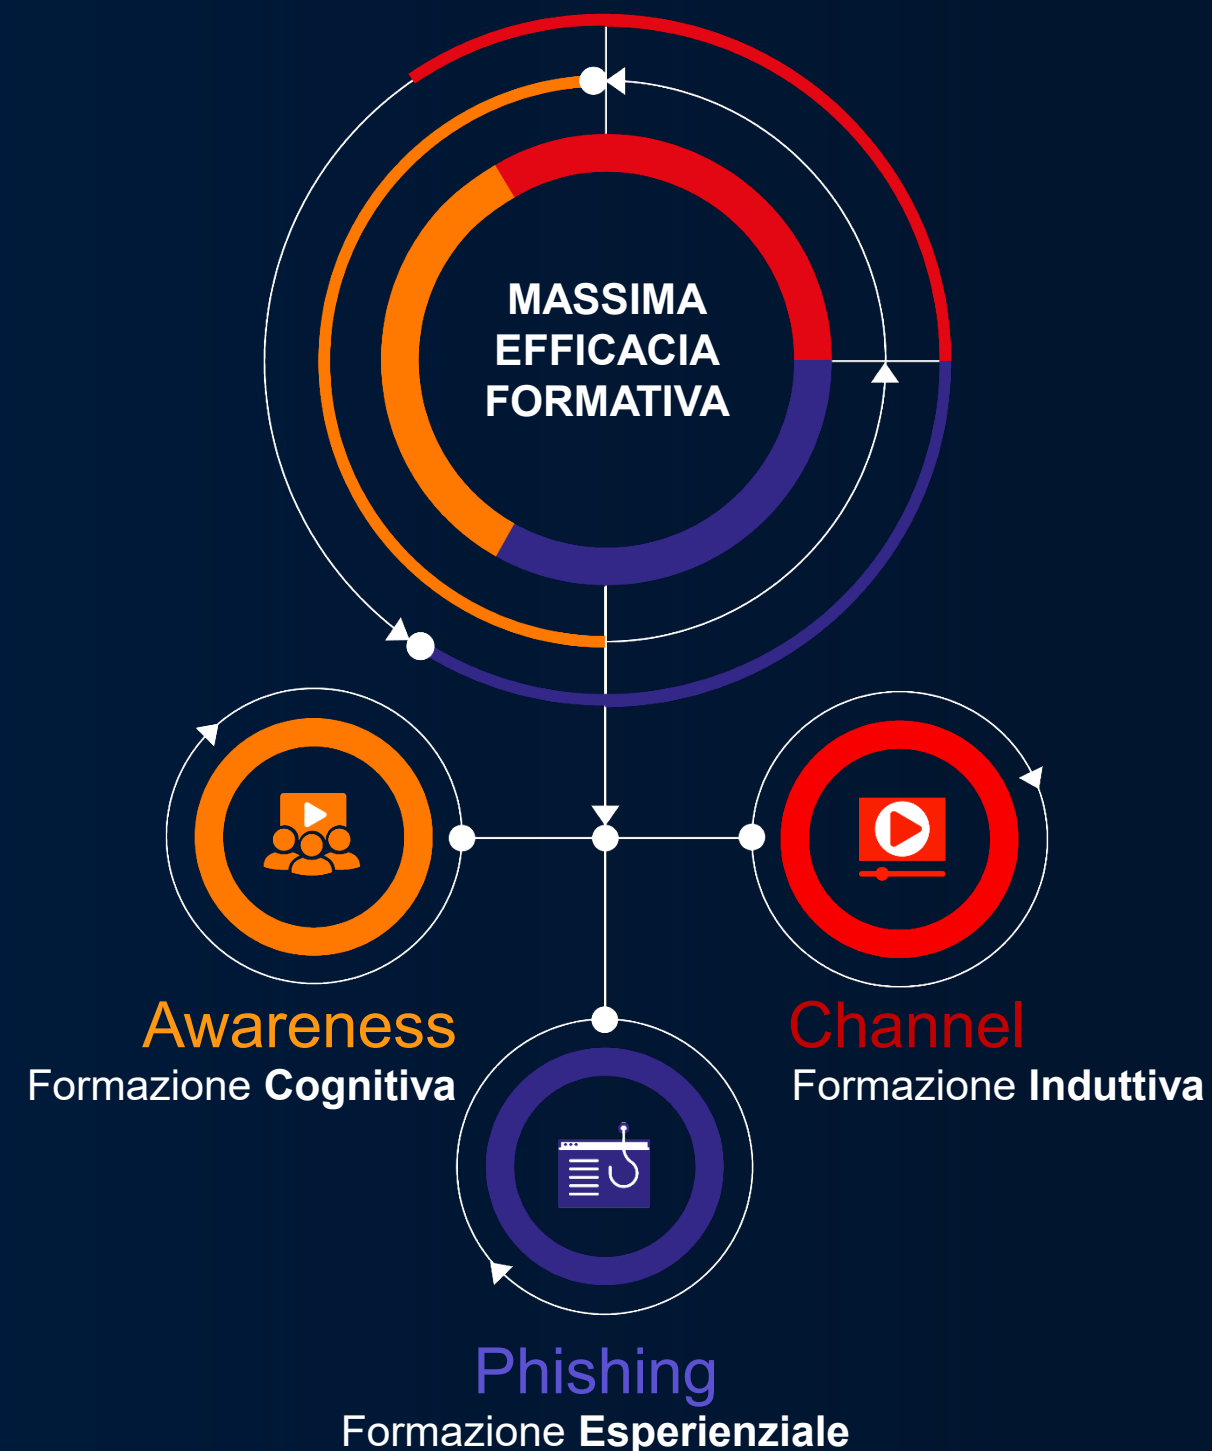 MASSIMA
EFFICACIA
FORMATIVA
Awareness
Formazione Cognitiva
Channel
Formazione Induttiva
Phishing
Formazione Esperienziale